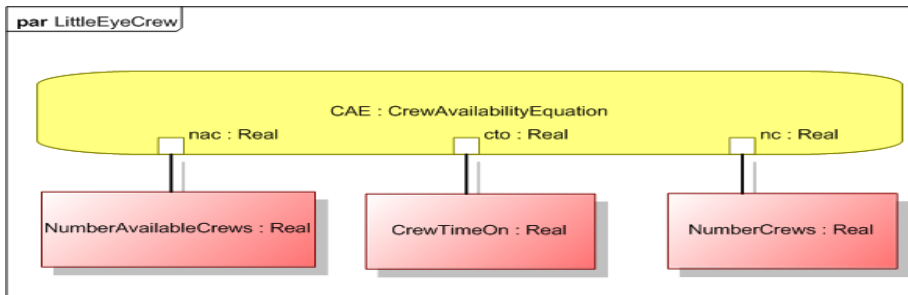 par LittleEyeCrew
CAE : CrewAvailabilityEquation
nac : Real
cto : Real
nc : Real
NumberAvailableCrews : Real
CrewTimeOn : Real
NumberCrews : Real